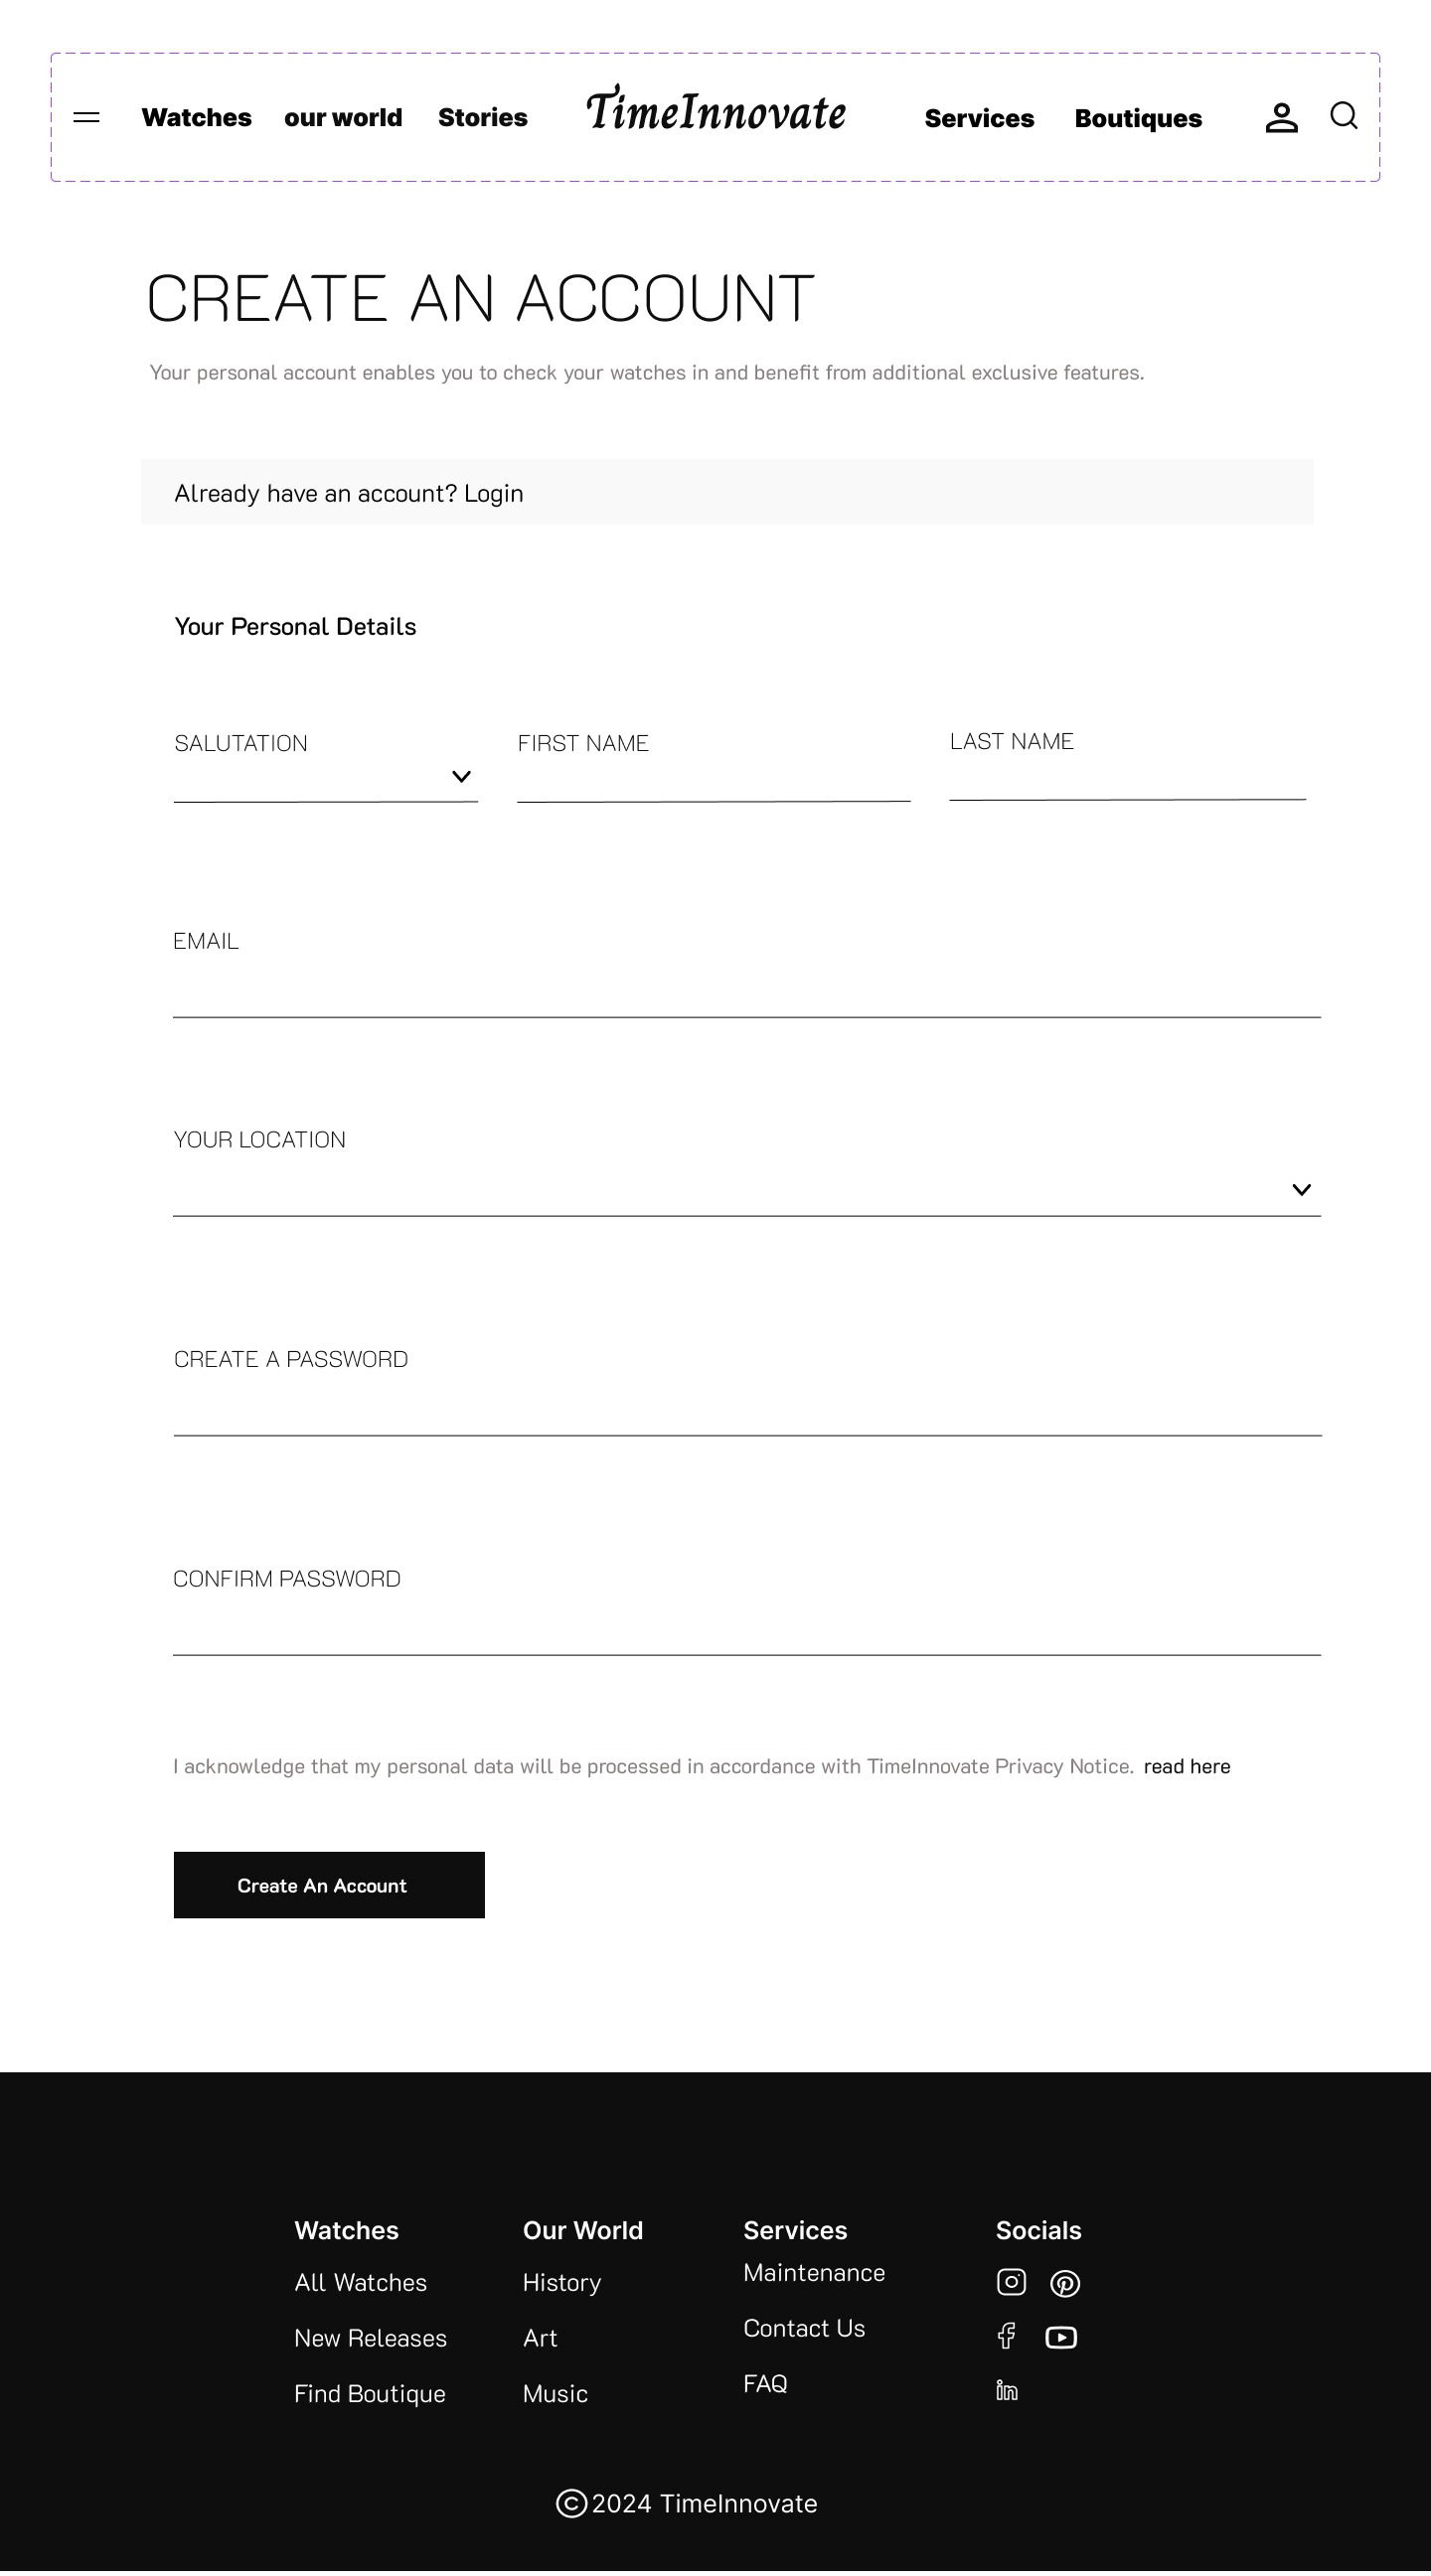 Watches our world Stories TimeInnovate Services Boutiques
CREATE AN ACCOUNT
Your personal account enables you to check your watches in and benefit from additional exclusive features.
Already have an account? Login
Your Personal Details
SALUTATION FIRST NAME LAST NAME
EMAIL
YOUR LOCATION
CREATE A PASSWORD
CONFIRM PASSWORD
I acknowledge that my personal data will be processed in accordance with TimeInnovate Privacy Notice. read here
Create An Account
Watches
All Watches
New Releases
Find Boutique
Our World
History
Art
Music
Services
Maintenance
Contact Us
FAQ
Socials
©2024 TimeInnovate